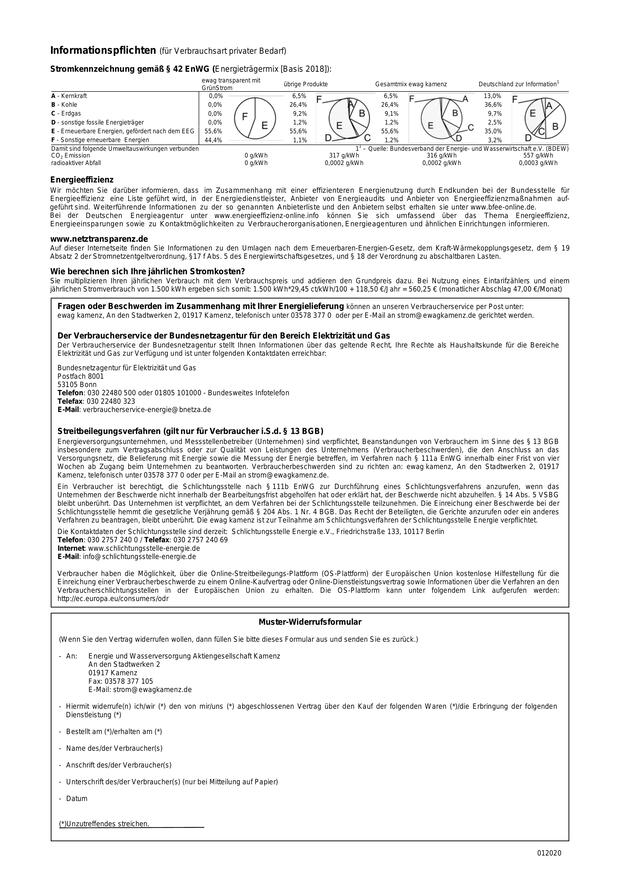 Informationspflichten (für Verbrauchsart privater Bedarf)
Stromkennzeichnung gemäß § 42 EnWG (Energieträgermix [Basis 2018]):
ewag transparent mit GrünStrom übrige Produkte Gesamtmix ewag kamenz Deutschland zur Information¹
A - Kernkraft 0,0% 6,5% 6,5% 13,0%
B - Kohle 0,0% 26,4% 26,4% 36,6%
C - Erdgas 0,0% 9,2% 9,1% 9,7%
D - sonstige fossile Energieträger 0,0% 1,2% 1,2% 2,5%
E - Erneuerbare Energien, gefördert nach dem EEG 55,6% 55,6% 55,6% 35,0%
F - Sonstige erneuerbare Energien 44,4% 1,1% 1,2% 3,2%
F E
F A B E D C
F A B E D C
F A B E C D
Damit sind folgende Umweltauswirkungen verbunden 1¹ – Quelle: Bundesverband der Energie- und Wasserwirtschaft e.V. (BDEW)
CO₂ Emission 0 g/kWh 317 g/kWh 316 g/kWh 557 g/kWh
radioaktiver Abfall 0 g/kWh 0,0002 g/kWh 0,0002 g/kWh 0,0003 g/kWh
Energieeffizienz
Wir möchten Sie darüber informieren, dass im Zusammenhang mit einer effizienteren Energienutzung durch Endkunden bei der Bundesstelle für
Energieeffizienz eine Liste geführt wird, in der Energiedienstleister, Anbieter von Energieaudits und Anbieter von Energieeffizienzmaßnahmen auf-
geführt sind. Weiterführende Informationen zu der so genannten Anbieterliste und den Anbietern selbst erhalten sie unter www.bfee-online.de.
Bei der Deutschen Energieagentur unter www.energieeffizienz-online.info können Sie sich umfassend über das Thema Energieeffizienz,
Energieeinsparungen sowie zu Kontaktmöglichkeiten zu Verbraucherorganisationen, Energieagenturen und ähnlichen Einrichtungen informieren.
www.netztransparenz.de
Auf dieser Internetseite finden Sie Informationen zu den Umlagen nach dem Erneuerbaren-Energien-Gesetz, dem Kraft-Wärmekopplungsgesetz, dem § 19
Absatz 2 der Stromnetzentgeltverordnung, §17 f Abs. 5 des Energiewirtschaftsgesetzes, und § 18 der Verordnung zu abschaltbaren Lasten.
Wie berechnen sich Ihre jährlichen Stromkosten?
Sie multiplizieren Ihren jährlichen Verbrauch mit dem Verbrauchspreis und addieren den Grundpreis dazu. Bei Nutzung eines Eintarifzählers und einem
jährlichen Stromverbrauch von 1.500 kWh ergeben sich somit: 1.500 kWh*29,45 ct/kWh/100 + 118,50 €/Jahr = 560,25 € (monatlicher Abschlag 47,00 €/Monat)
Fragen oder Beschwerden im Zusammenhang mit Ihrer Energielieferung können an unseren Verbraucherservice per Post unter:
ewag kamenz, An den Stadtwerken 2, 01917 Kamenz, telefonisch unter 03578 377 0 oder per E-Mail an strom@ewagkamenz.de gerichtet werden.
Der Verbraucherservice der Bundesnetzagentur für den Bereich Elektrizität und Gas
Der Verbraucherservice der Bundesnetzagentur stellt Ihnen Informationen über das geltende Recht, Ihre Rechte als Haushaltskunde für die Bereiche
Elektrizität und Gas zur Verfügung und ist unter folgenden Kontaktdaten erreichbar:
Bundesnetzagentur für Elektrizität und Gas
Postfach 8001
53105 Bonn
Telefon: 030 22480 500 oder 01805 101000 - Bundesweites Infotelefon
Telefax: 030 22480 323
E-Mail: verbraucherservice-energie@bnetza.de
Streitbeilegungsverfahren (gilt nur für Verbraucher i.S.d. § 13 BGB)
Energieversorgungsunternehmen, und Messstellenbetreiber (Unternehmen) sind verpflichtet, Beanstandungen von Verbrauchern im Sinne des § 13 BGB
insbesondere zum Vertragsabschluss oder zur Qualität von Leistungen des Unternehmens (Verbraucherbeschwerden), die den Anschluss an das
Versorgungsnetz, die Belieferung mit Energie sowie die Messung der Energie betreffen, im Verfahren nach § 111a EnWG innerhalb einer Frist von vier
Wochen ab Zugang beim Unternehmen zu beantworten. Verbraucherbeschwerden sind zu richten an: ewag kamenz, An den Stadtwerken 2, 01917
Kamenz, telefonisch unter 03578 377 0 oder per E-Mail an strom@ewagkamenz.de.
Ein Verbraucher ist berechtigt, die Schlichtungsstelle nach § 111b EnWG zur Durchführung eines Schlichtungsverfahrens anzurufen, wenn das
Unternehmen der Beschwerde nicht innerhalb der Bearbeitungsfrist abgeholfen hat oder erklärt hat, der Beschwerde nicht abzuhelfen. § 14 Abs. 5 VSBG
bleibt unberührt. Das Unternehmen ist verpflichtet, an dem Verfahren bei der Schlichtungsstelle teilzunehmen. Die Einreichung einer Beschwerde bei der
Schlichtungsstelle hemmt die gesetzliche Verjährung gemäß § 204 Abs. 1 Nr. 4 BGB. Das Recht der Beteiligten, die Gerichte anzurufen oder ein anderes
Verfahren zu beantragen, bleibt unberührt. Die ewag kamenz ist zur Teilnahme am Schlichtungsverfahren der Schlichtungsstelle Energie verpflichtet.
Die Kontaktdaten der Schlichtungsstelle sind derzeit: Schlichtungsstelle Energie e.V., Friedrichstraße 133, 10117 Berlin
Telefon: 030 2757 240 0 / Telefax: 030 2757 240 69
Internet: www.schlichtungsstelle-energie.de
E-Mail: info@schlichtungsstelle-energie.de
Verbraucher haben die Möglichkeit, über die Online-Streitbeilegungs-Plattform (OS-Plattform) der Europäischen Union kostenlose Hilfestellung für die
Einreichung einer Verbraucherbeschwerde zu einem Online-Kaufvertrag oder Online-Dienstleistungsvertrag sowie Informationen über die Verfahren an den
Verbraucherschlichtungsstellen in der Europäischen Union zu erhalten. Die OS-Plattform kann unter folgendem Link aufgerufen werden:
http://ec.europa.eu/consumers/odr
Muster-Widerrufsformular
(Wenn Sie den Vertrag widerrufen wollen, dann füllen Sie bitte dieses Formular aus und senden Sie es zurück.)
- An: Energie und Wasserversorgung Aktiengesellschaft Kamenz
An den Stadtwerken 2
01917 Kamenz
Fax: 03578 377 105
E-Mail: strom@ewagkamenz.de
- Hiermit widerrufe(n) ich/wir (*) den von mir/uns (*) abgeschlossenen Vertrag über den Kauf der folgenden Waren (*)/die Erbringung der folgenden
Dienstleistung (*)
- Bestellt am (*)/erhalten am (*)
- Name des/der Verbraucher(s)
- Anschrift des/der Verbraucher(s)
- Unterschrift des/der Verbraucher(s) (nur bei Mitteilung auf Papier)
- Datum
(*)Unzutreffendes streichen.
012020